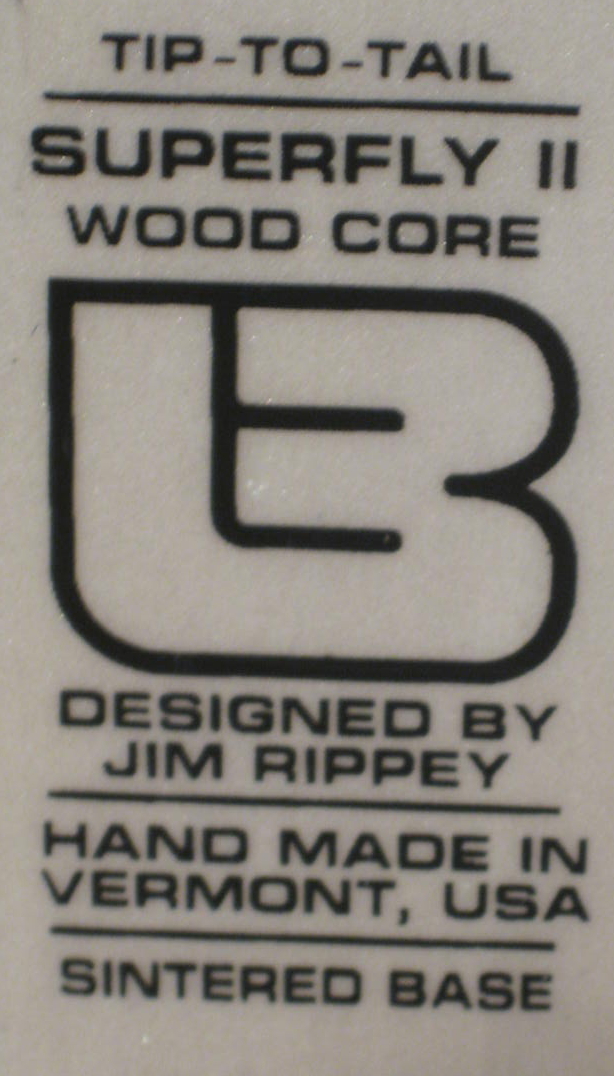 TIP-TO-TAIL
SUPERFLY II
WOOD CORE
DESIGNED BY
JIM RIPPEY
HAND MADE IN
VERMONT, USA
SINTERED BASE